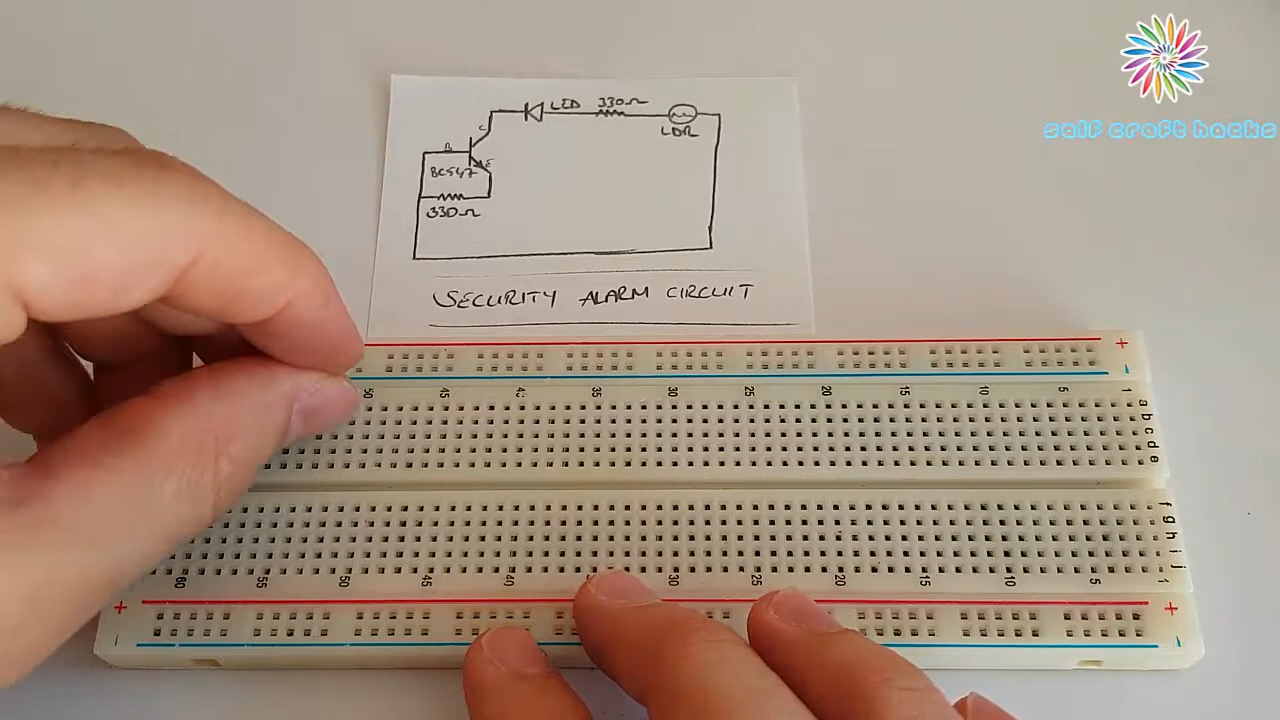 self craft hacks
LED 330Ω
LDR
C
B
E
BC547
330Ω
SECURITY ALARM CIRCUIT
+
-
50 45 40 35 30 25 20 15 10 5 1
a
b
c
d
e
f
g
h
i
j
60 55 50 45 40 30 25 20 15 10 5 1
+ +
- -